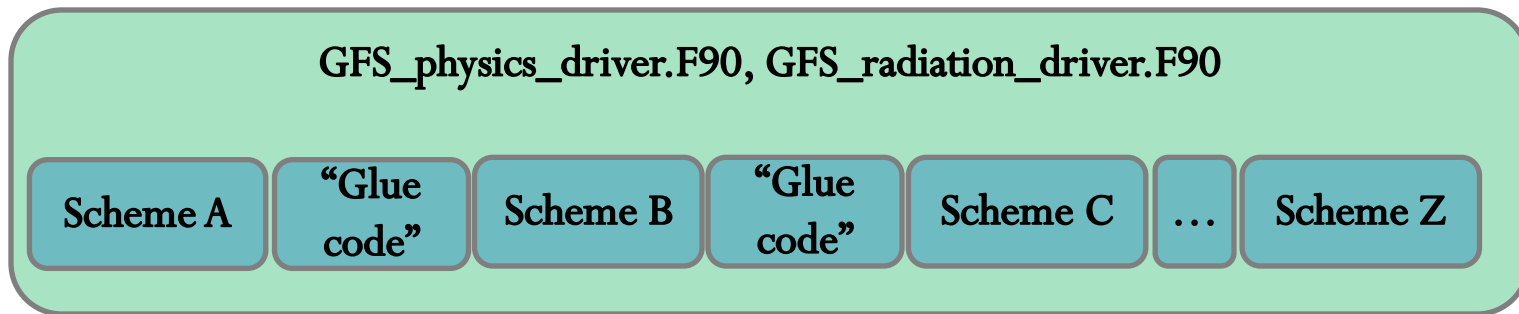 GFS_physics_driver.F90, GFS_radiation_driver.F90
Scheme A
“Glue
code”
Scheme B
“Glue
code”
Scheme C
...
Scheme Z